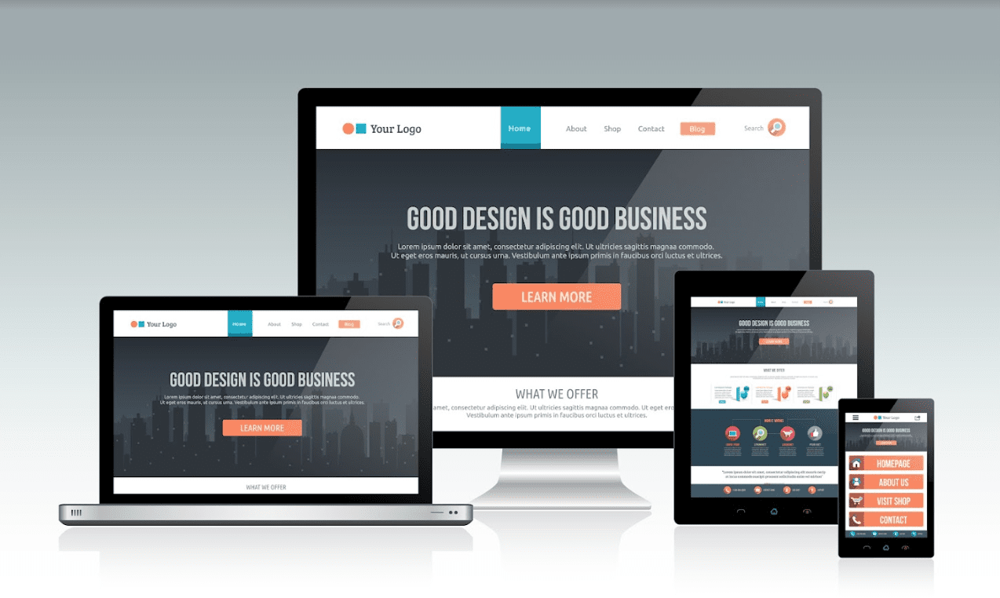 Your Logo
Home
About
Shop
Contact
Blog
Search
GOOD DESIGN IS GOOD BUSINESS
Lorem ipsum dolor sit amet, consectetur adipiscing elit. Ut ultricies sagittis magnaa commodo.
Ut eget eros mauris, ut cursus urna. Vestibulum ante ipsum primis in faucibus orci luctus et ultrices.
LEARN MORE
WHAT WE OFFER
amet, consectetur adipiscing elit. Ut ultricies sagittis magnaa commodo.
Vestibulum ante ipsum primis in faucibus orci luctus et ultrices.
Your Logo
Home
About
Shop
Contact
Blog
Search
GOOD DESIGN IS GOOD BUSINESS
Lorem ipsum dolor sit amet, consectetur adipiscing elit. Ut ultricies sagittis magnaa commodo.
Ut eget eros mauris, ut cursus urna. Vestibulum ante ipsum primis in faucibus orci luctus et ultrices.
LEARN MORE
WHAT WE OFFER
Your Logo
Home
GOOD DESIGN IS GOOD BUSINESS
LEARN MORE
WHAT WE OFFER
Your Logo
GOOD DESIGN IS GOOD BUSINESS
HOMEPAGE
ABOUT US
VISIT SHOP
CONTACT